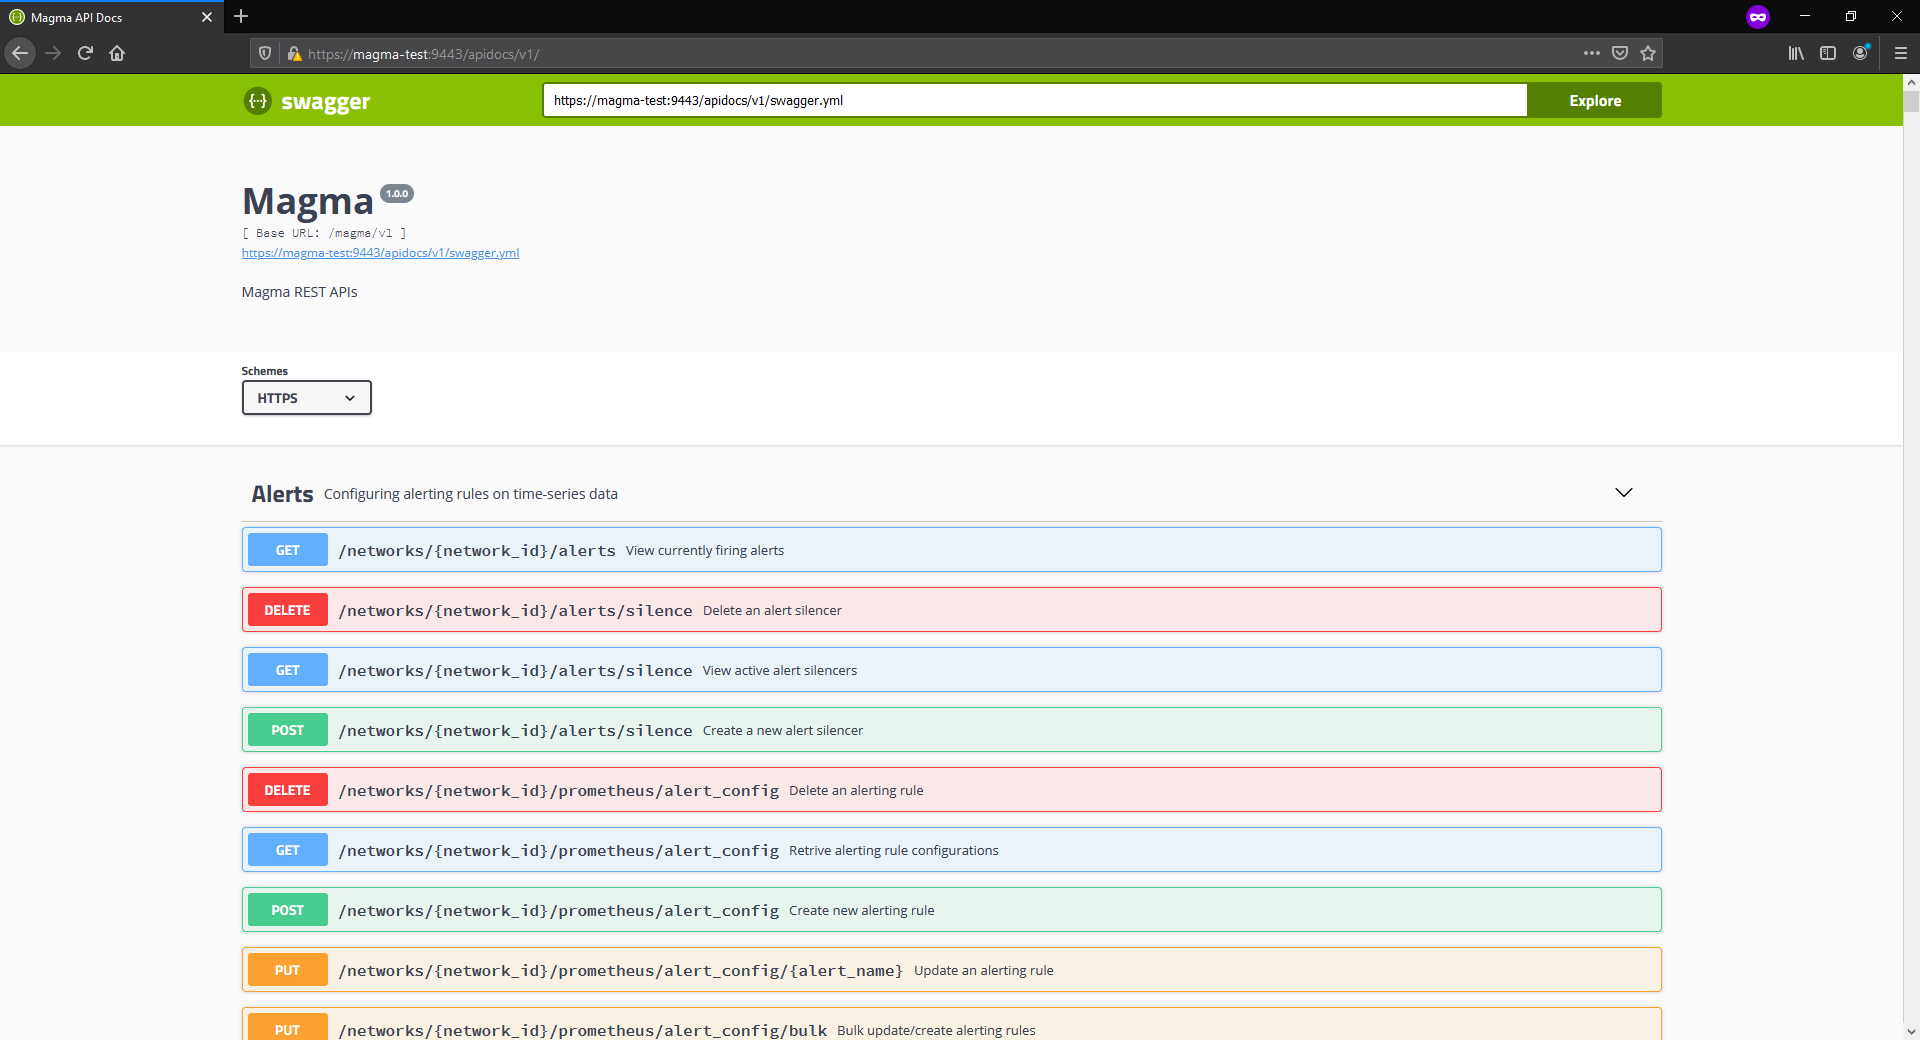 Magma API Docs
https://magma-test:9443/apidocs/v1/
swagger
https://magma-test:9443/apidocs/v1/swagger.yml
Explore
Magma 1.0.0
[ Base URL: /magma/v1 ]
https://magma-test:9443/apidocs/v1/swagger.yml
Magma REST APIs
Schemes
HTTPS
Alerts Configuring alerting rules on time-series data
GET /networks/{network_id}/alerts View currently firing alerts
DELETE /networks/{network_id}/alerts/silence Delete an alert silencer
GET /networks/{network_id}/alerts/silence View active alert silencers
POST /networks/{network_id}/alerts/silence Create a new alert silencer
DELETE /networks/{network_id}/prometheus/alert_config Delete an alerting rule
GET /networks/{network_id}/prometheus/alert_config Retrive alerting rule configurations
POST /networks/{network_id}/prometheus/alert_config Create new alerting rule
PUT /networks/{network_id}/prometheus/alert_config/{alert_name} Update an alerting rule
PUT /networks/{network_id}/prometheus/alert_config/bulk Bulk update/create alerting rules